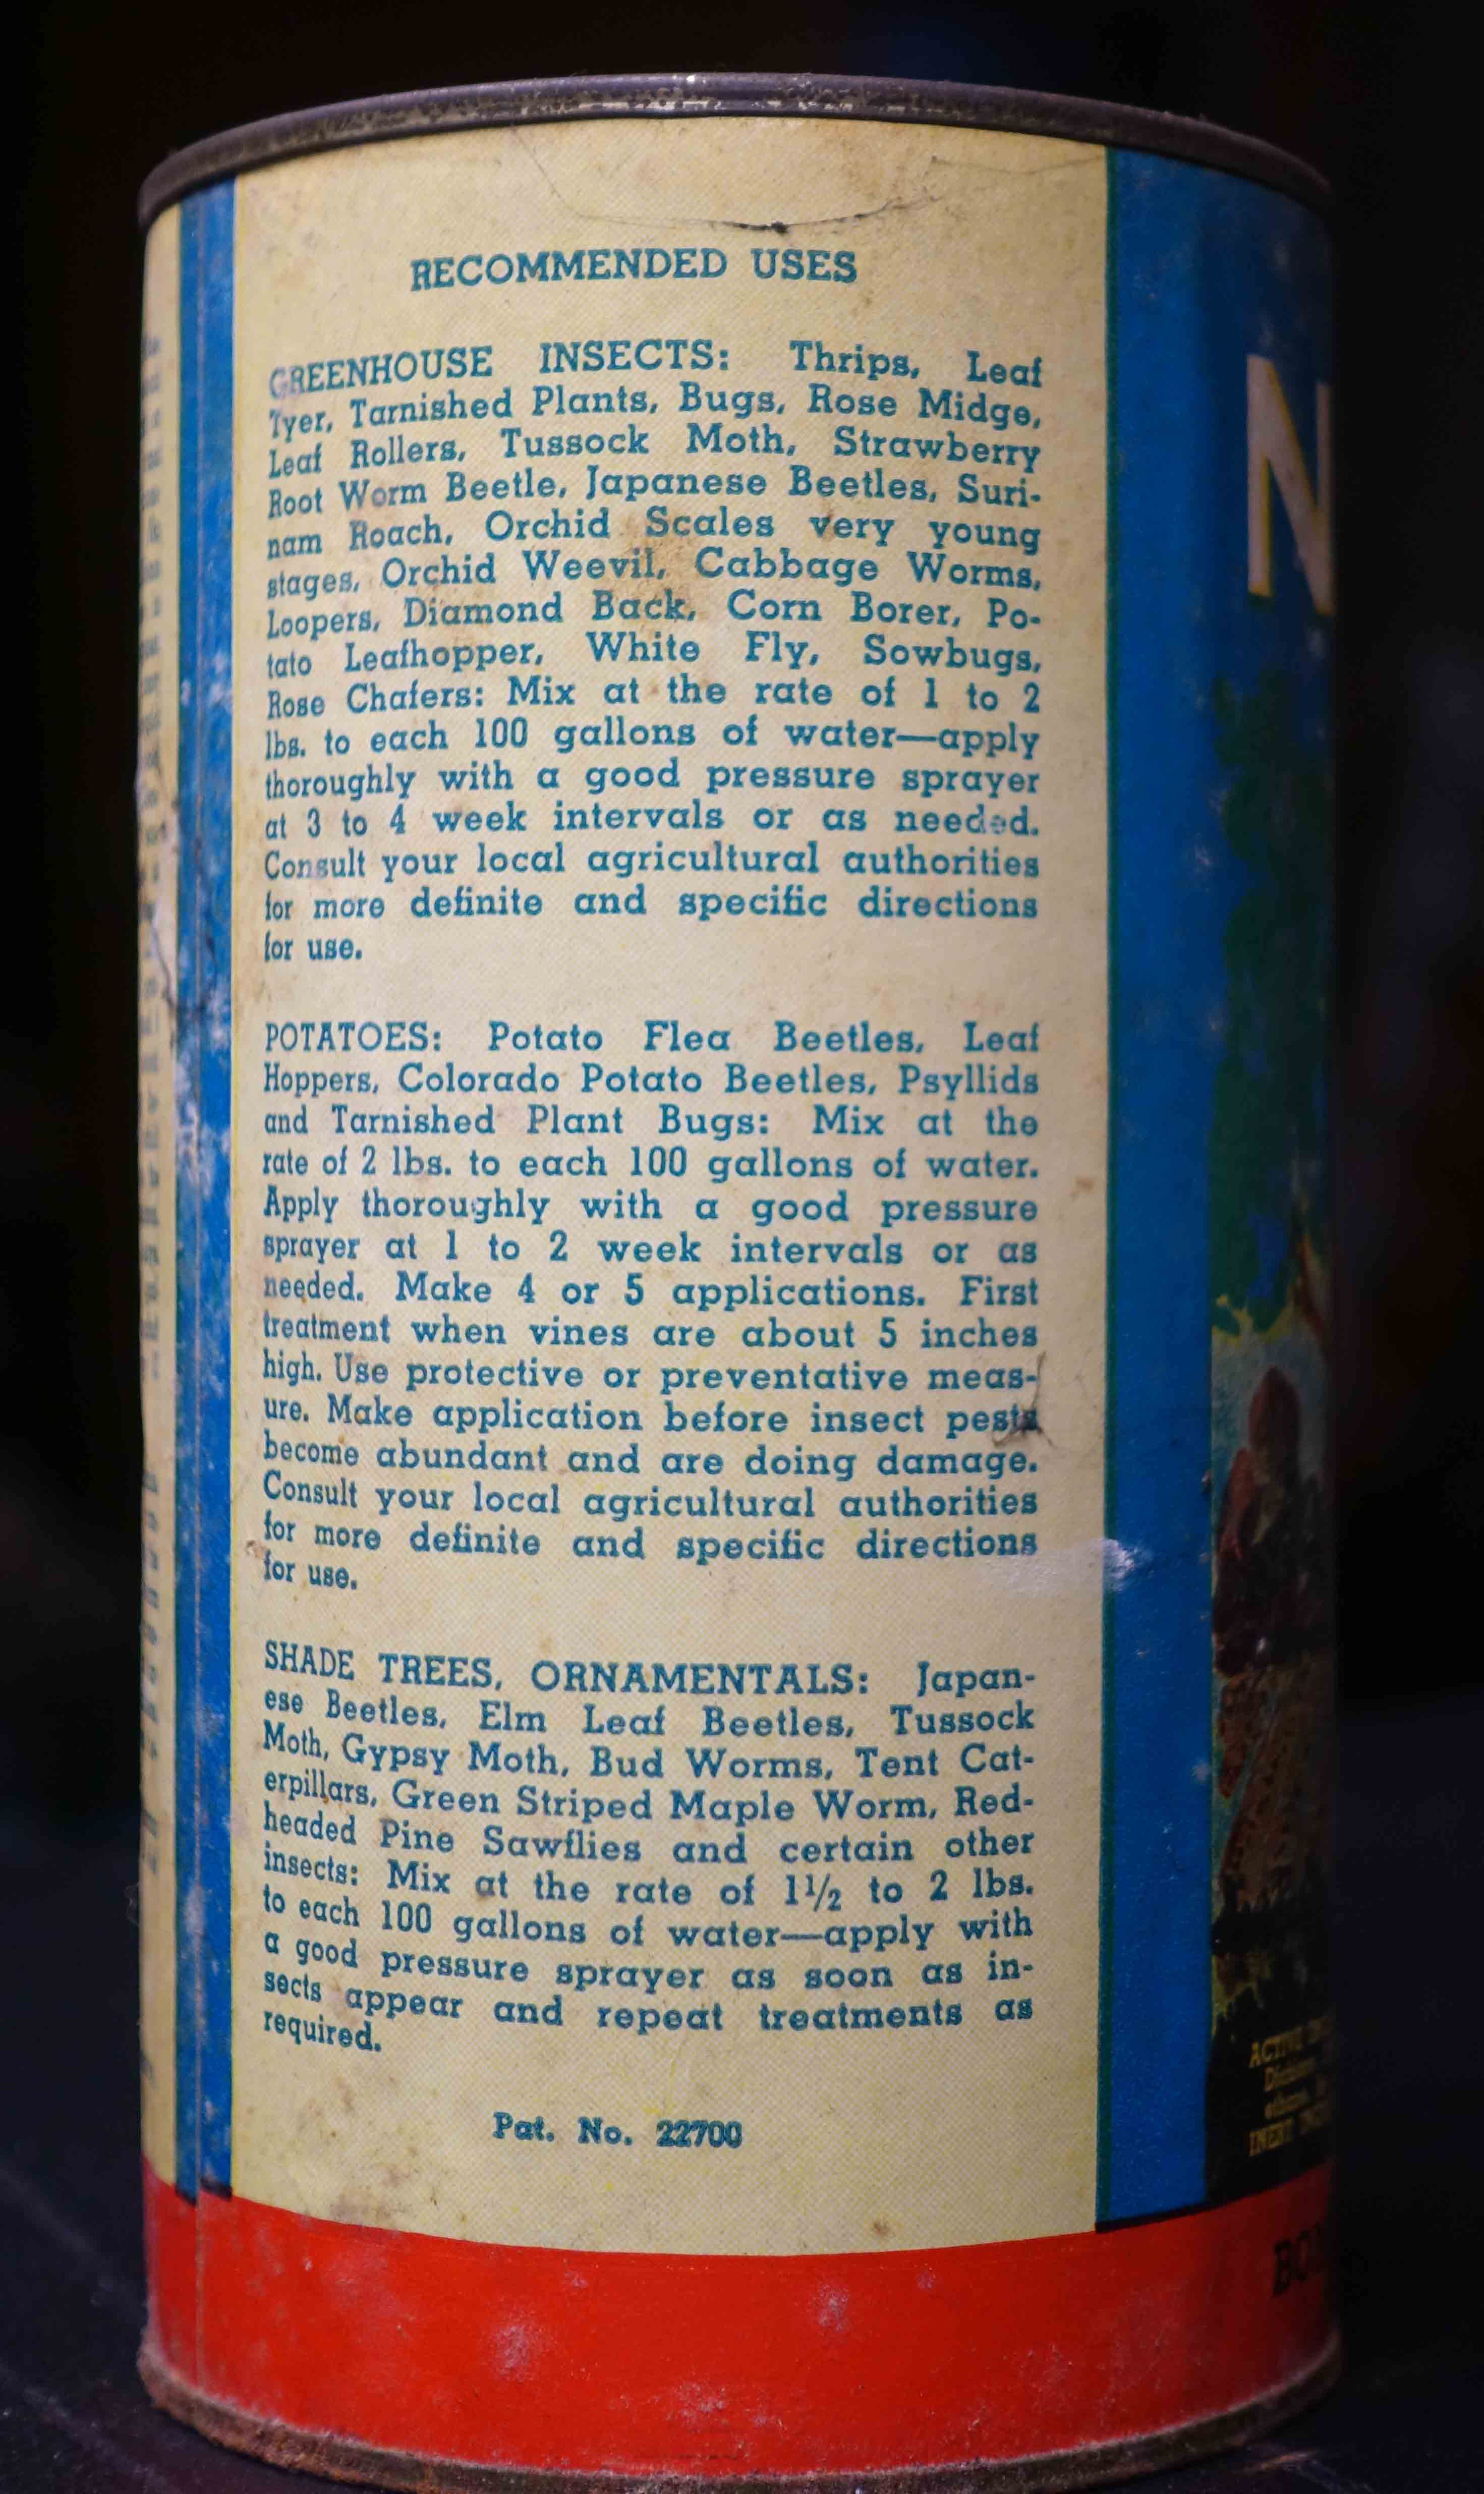 RECOMMENDED USES
GREENHOUSE INSECTS: Thrips, Leaf
Tyer, Tarnished Plants, Bugs, Rose Midge,
Leaf Rollers, Tussock Moth, Strawberry
Root Worm Beetle, Japanese Beetles, Suri-
nam Roach, Orchid Scales very young
stages, Orchid Weevil, Cabbage Worms,
Loopers, Diamond Back, Corn Borer, Po-
tato Leafhopper, White Fly, Sowbugs,
Rose Chafers: Mix at the rate of 1 to 2
lbs. to each 100 gallons of water—apply
thoroughly with a good pressure sprayer
at 3 to 4 week intervals or as needed.
Consult your local agricultural authorities
for more definite and specific directions
for use.
POTATOES: Potato Flea Beetles, Leaf
Hoppers, Colorado Potato Beetles, Psyllids
and Tarnished Plant Bugs: Mix at the
rate of 2 lbs. to each 100 gallons of water.
Apply thoroughly with a good pressure
sprayer at 1 to 2 week intervals or as
needed. Make 4 or 5 applications. First
treatment when vines are about 5 inches
high. Use protective or preventative meas-
ure. Make application before insect pests
become abundant and are doing damage.
Consult your local agricultural authorities
for more definite and specific directions
for use.
SHADE TREES, ORNAMENTALS: Japan-
ese Beetles, Elm Leaf Beetles, Tussock
Moth, Gypsy Moth, Bud Worms, Tent Cat-
erpillars, Green Striped Maple Worm, Red-
headed Pine Sawflies and certain other
insects: Mix at the rate of 1½ to 2 lbs.
to each 100 gallons of water—apply with
a good pressure sprayer as soon as in-
sects appear and repeat treatments as
required.
Pat. No. 22700
N